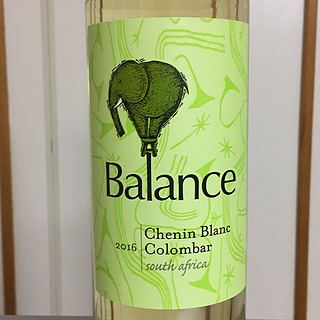 Balance
Chenin Blanc
2016 Colombar
south africa